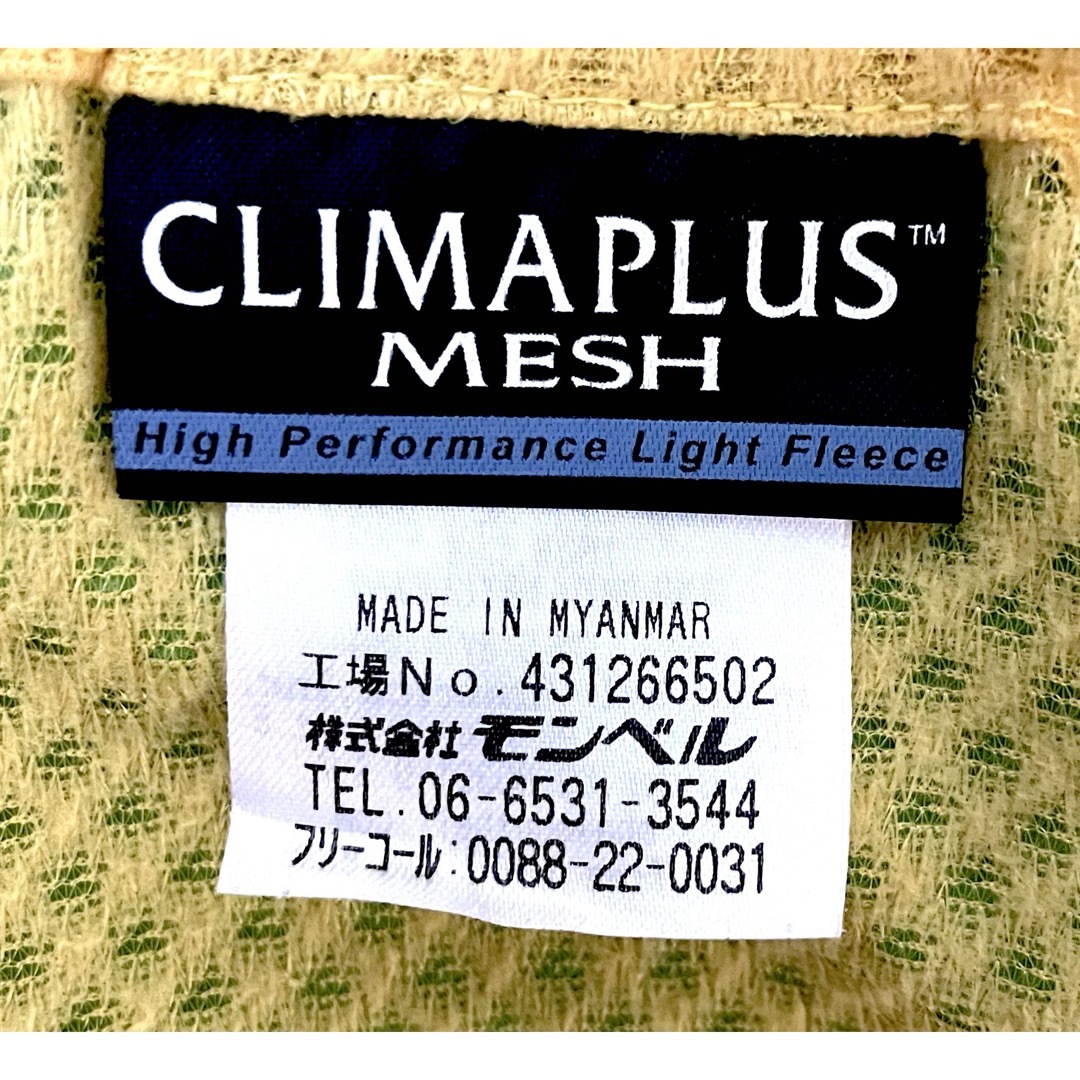 CLIMAPLUS™
MESH
High Performance Light Fleece
MADE IN MYANMAR
工場No.431266502
株式会社モンベル
TEL.06-6531-3544
フリーコール:0088-22-0031